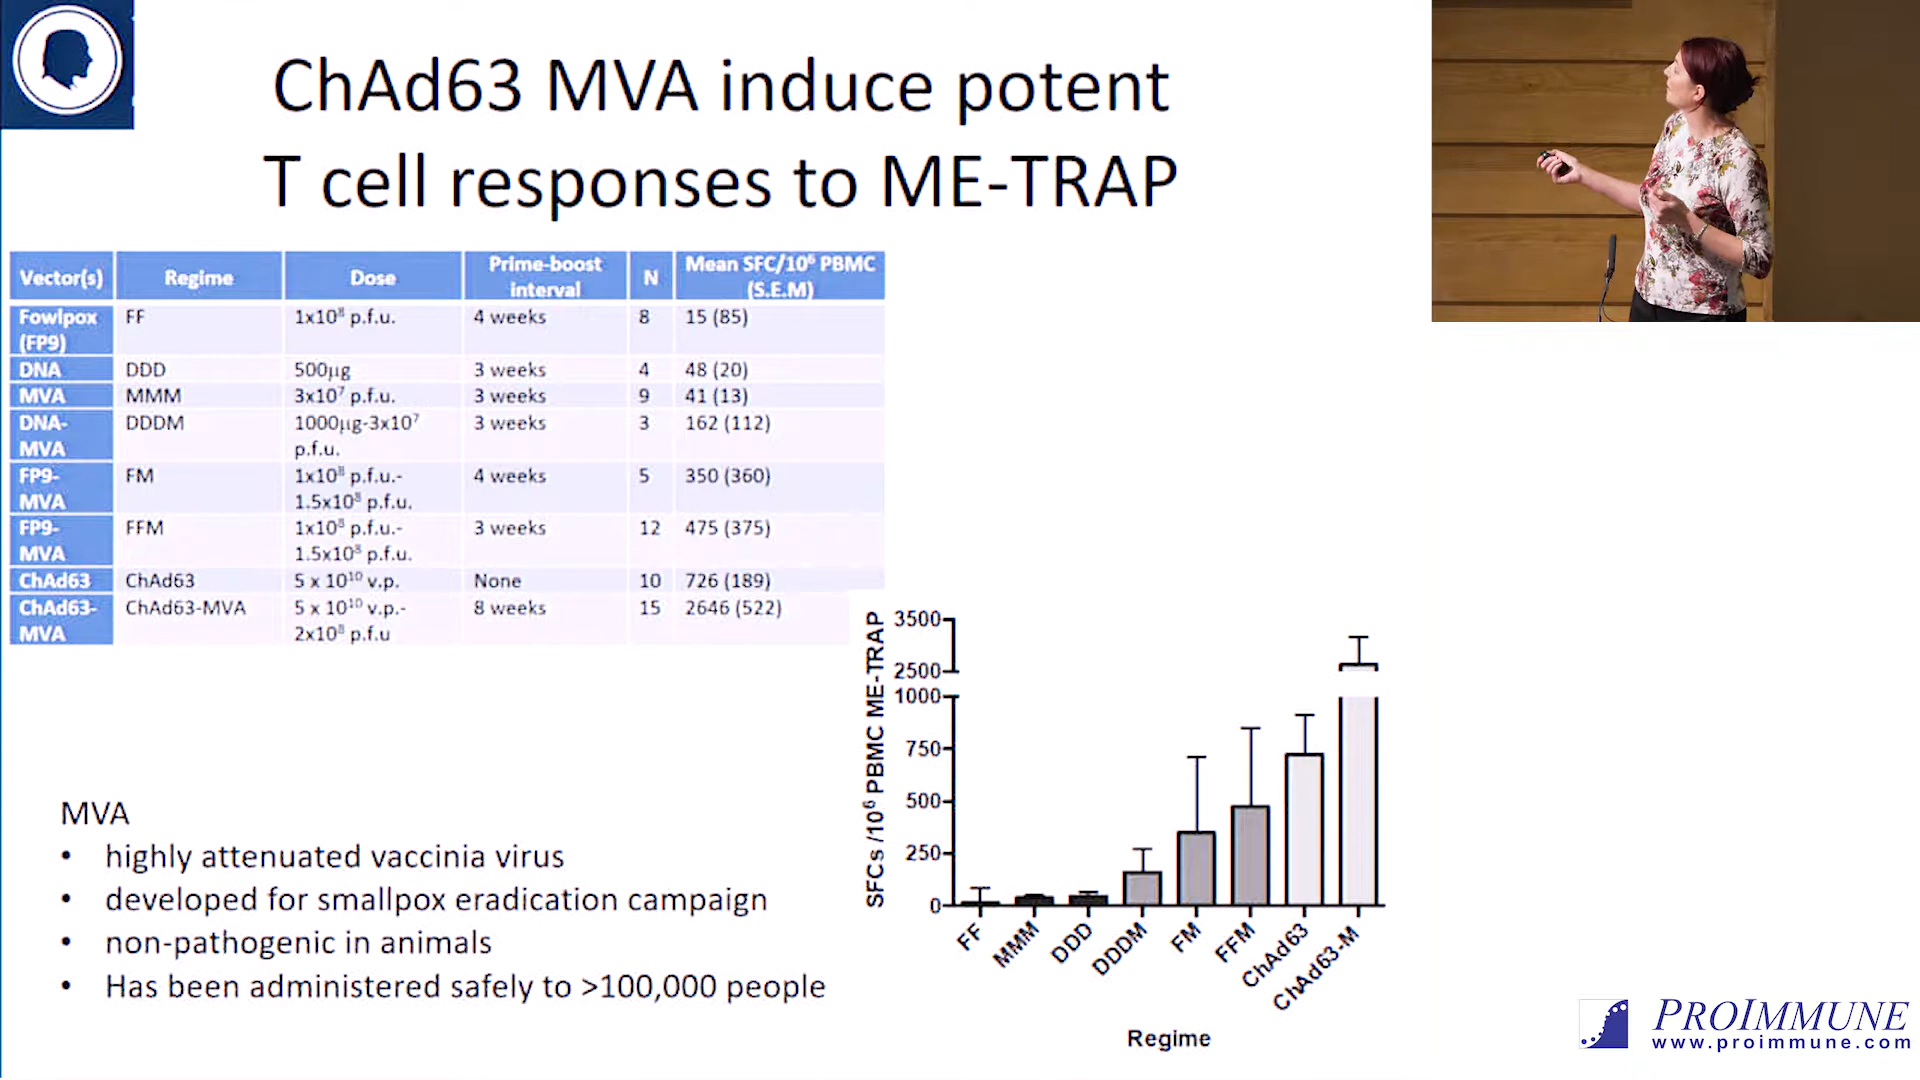 ChAd63 MVA induce potent
T cell responses to ME-TRAP
Vector(s) Regime Dose Prime-boost interval N Mean SFC/10⁶ PBMC (S.E.M)
Fowlpox (FP9) FF 1x10⁸ p.f.u. 4 weeks 8 15 (85)
DNA DDD 500µg 3 weeks 4 48 (20)
MVA MMM 3x10⁷ p.f.u. 3 weeks 9 41 (13)
DNA-MVA DDDM 1000µg-3x10⁷ p.f.u. 3 weeks 3 162 (112)
FP9-MVA FM 1x10⁸ p.f.u.-1.5x10⁸ p.f.u. 4 weeks 5 350 (360)
FP9-MVA FFM 1x10⁸ p.f.u.-1.5x10⁸ p.f.u. 3 weeks 12 475 (375)
ChAd63 ChAd63 5 x 10¹⁰ v.p. None 10 726 (189)
ChAd63-MVA ChAd63-MVA 5 x 10¹⁰ v.p.-2x10⁸ p.f.u 8 weeks 15 2646 (522)
SFCs /10⁶ PBMC ME-TRAP
3500
2500
1000
750
500
250
0
FF MMM DDD DDDM FM FFM ChAd63 ChAd63-M
Regime
MVA
• highly attenuated vaccinia virus
• developed for smallpox eradication campaign
• non-pathogenic in animals
• Has been administered safely to >100,000 people
PROIMMUNE
www.proimmune.com